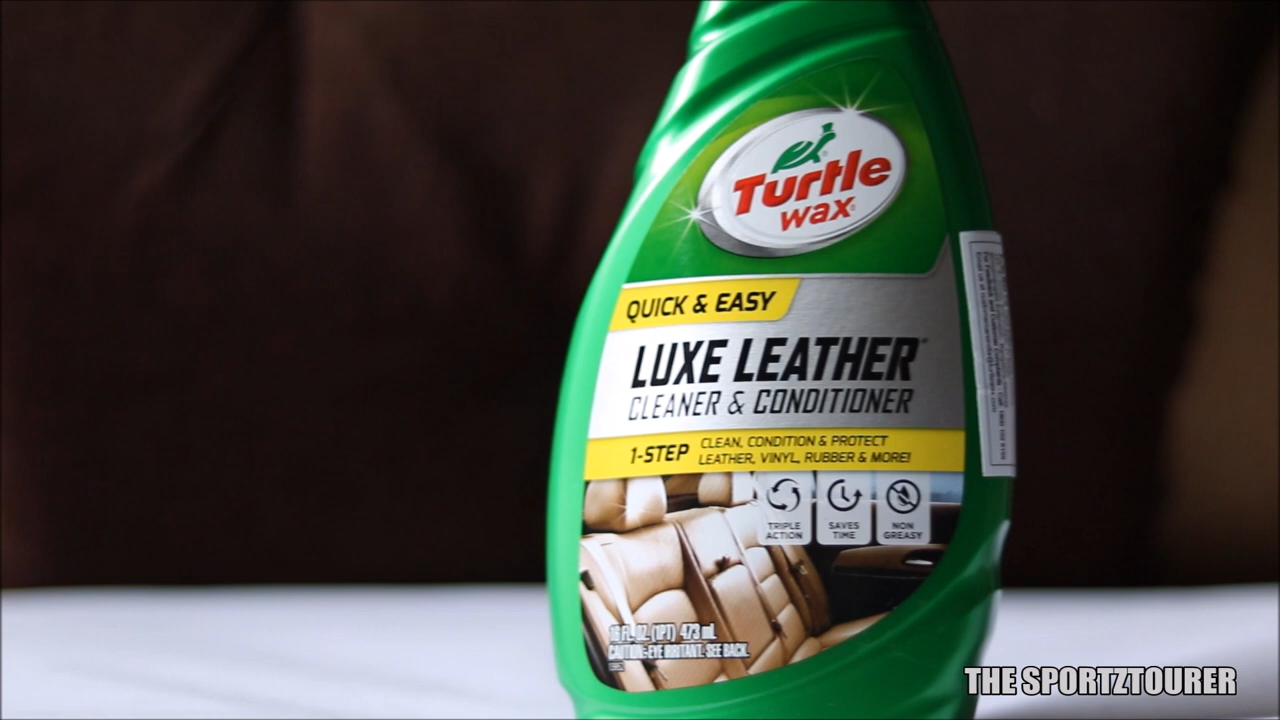 Turtle
wax
QUICK & EASY
LUXE LEATHER
CLEANER & CONDITIONER
1-STEP
CLEAN, CONDITION & PROTECT
LEATHER, VINYL, RUBBER & MORE!
TRIPLE
ACTION
SAVES
TIME
NON
GREASY
16 FL. OZ. (1PT) 473 mL
CAUTION: EYE IRRITANT. SEE BACK.
THE SPORTZTOURER